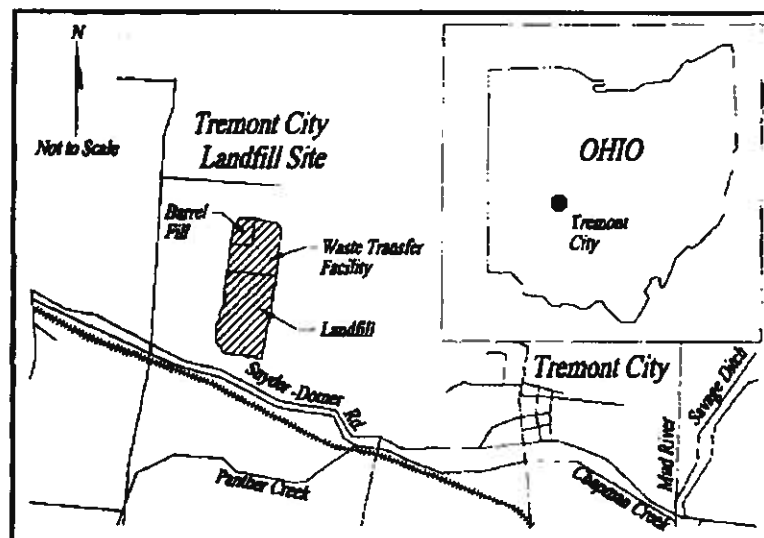 N
Not to Scale
Tremont City
Landfill Site
Barrel
Fill
Waste Transfer
Facility
Landfill
OHIO
Tremont
City
Snyder-Domer Rd.
Tremont City
Panther Creek
Chapman Creek
Mad River
Savage Ditch